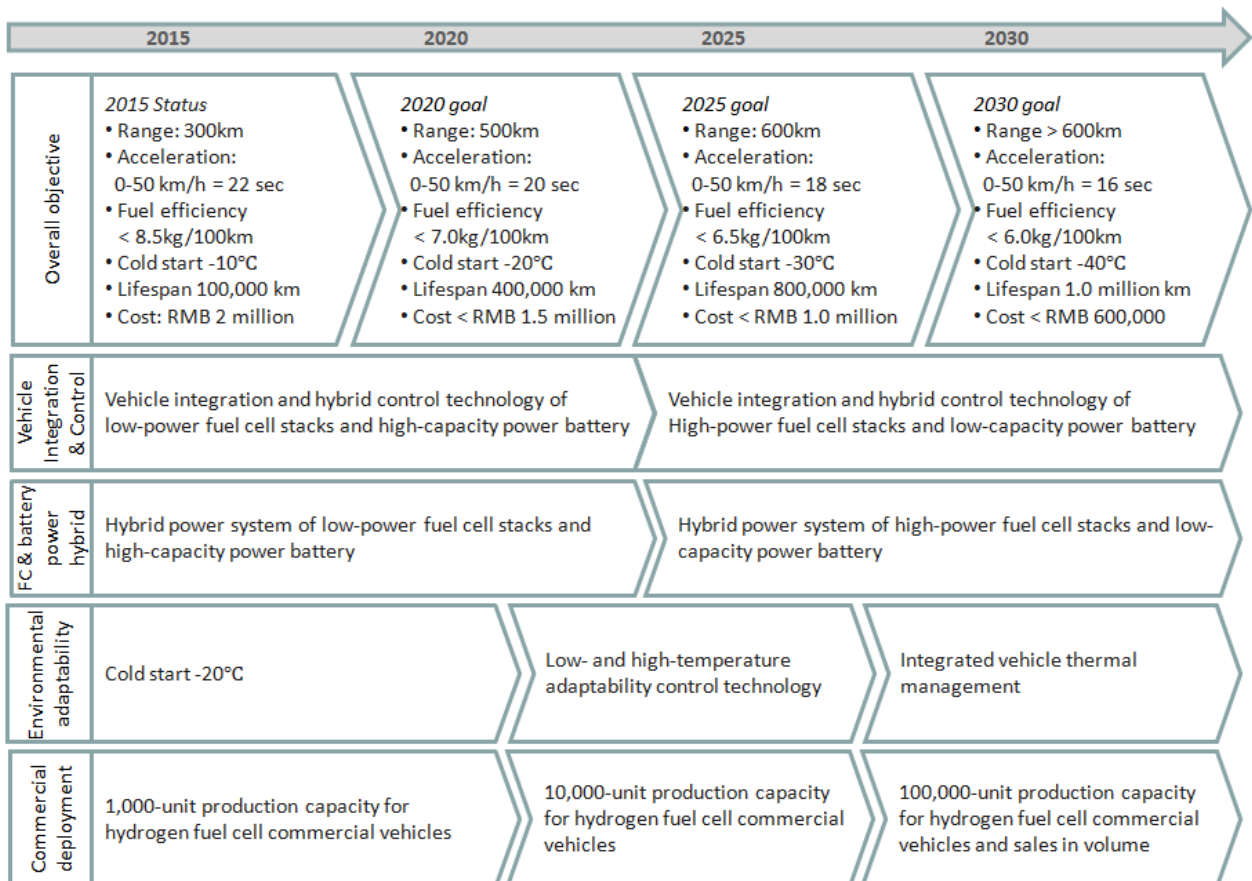 2015
2020
2025
2030
Overall objective
2015 Status
• Range: 300km
• Acceleration:
0-50 km/h = 22 sec
• Fuel efficiency
< 8.5kg/100km
• Cold start -10℃
• Lifespan 100,000 km
• Cost: RMB 2 million
2020 goal
• Range: 500km
• Acceleration:
0-50 km/h = 20 sec
• Fuel efficiency
< 7.0kg/100km
• Cold start -20℃
• Lifespan 400,000 km
• Cost < RMB 1.5 million
2025 goal
• Range: 600km
• Acceleration:
0-50 km/h = 18 sec
• Fuel efficiency
< 6.5kg/100km
• Cold start -30℃
• Lifespan 800,000 km
• Cost < RMB 1.0 million
2030 goal
• Range > 600km
• Acceleration:
0-50 km/h = 16 sec
• Fuel efficiency
< 6.0kg/100km
• Cold start -40℃
• Lifespan 1.0 million km
• Cost < RMB 600,000
Vehicle
Integration
& Control
Vehicle integration and hybrid control technology of
low-power fuel cell stacks and high-capacity power battery
Vehicle integration and hybrid control technology of
High-power fuel cell stacks and low-capacity power battery
FC & battery
power
hybrid
Hybrid power system of low-power fuel cell stacks and
high-capacity power battery
Hybrid power system of high-power fuel cell stacks and low-
capacity power battery
Environmental
adaptability
Cold start -20℃
Low- and high-temperature
adaptability control technology
Integrated vehicle thermal
management
Commercial
deployment
1,000-unit production capacity for
hydrogen fuel cell commercial vehicles
10,000-unit production capacity
for hydrogen fuel cell commercial
vehicles
100,000-unit production capacity
for hydrogen fuel cell commercial
vehicles and sales in volume